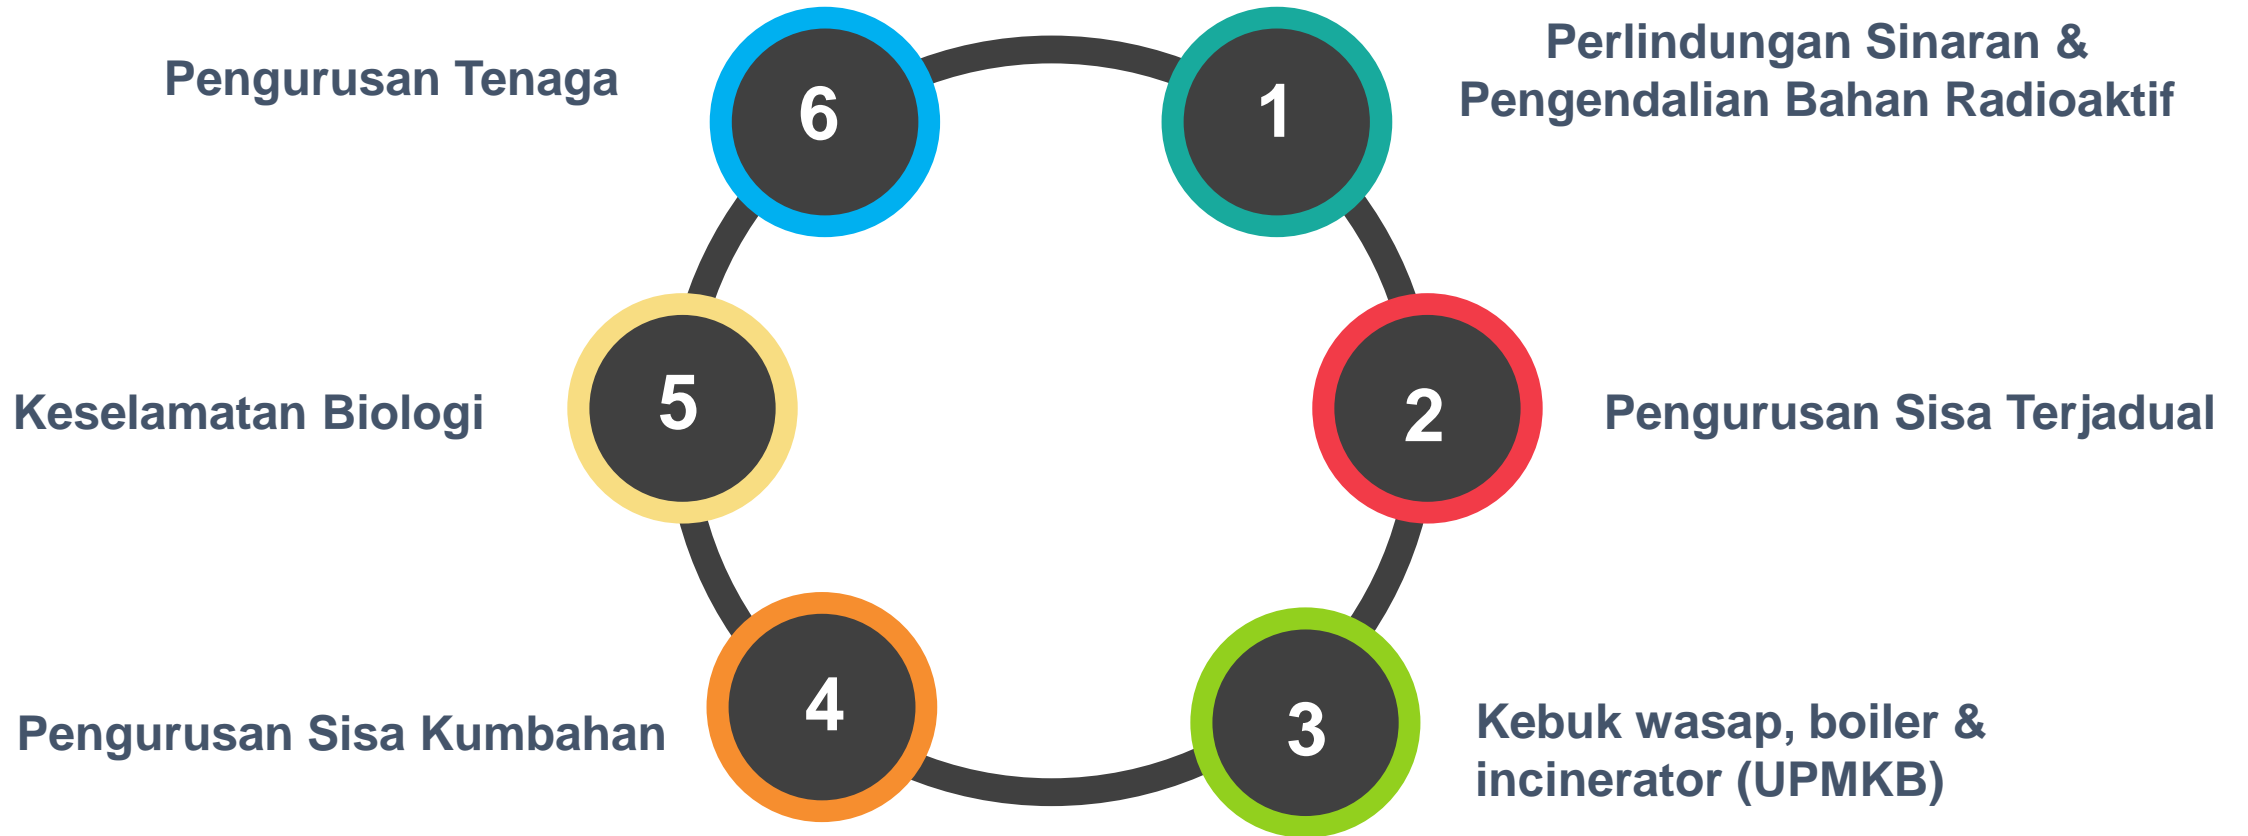 1
Perlindungan Sinaran &
Pengendalian Bahan Radioaktif
2
Pengurusan Sisa Terjadual
3
Kebuk wasap, boiler &
incinerator (UPMKB)
4
Pengurusan Sisa Kumbahan
5
Keselamatan Biologi
6
Pengurusan Tenaga